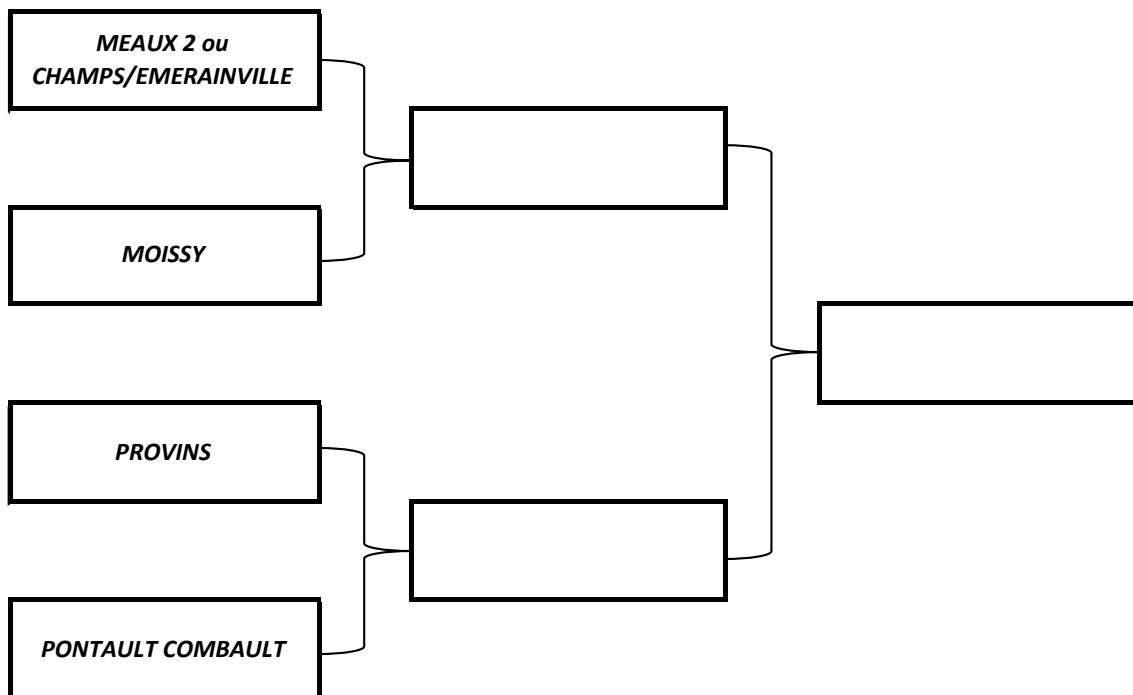 MEAUX 2 ou
CHAMPS/EMERAINVILLE
MOISSY
PROVINS
PONTAULT COMBAULT